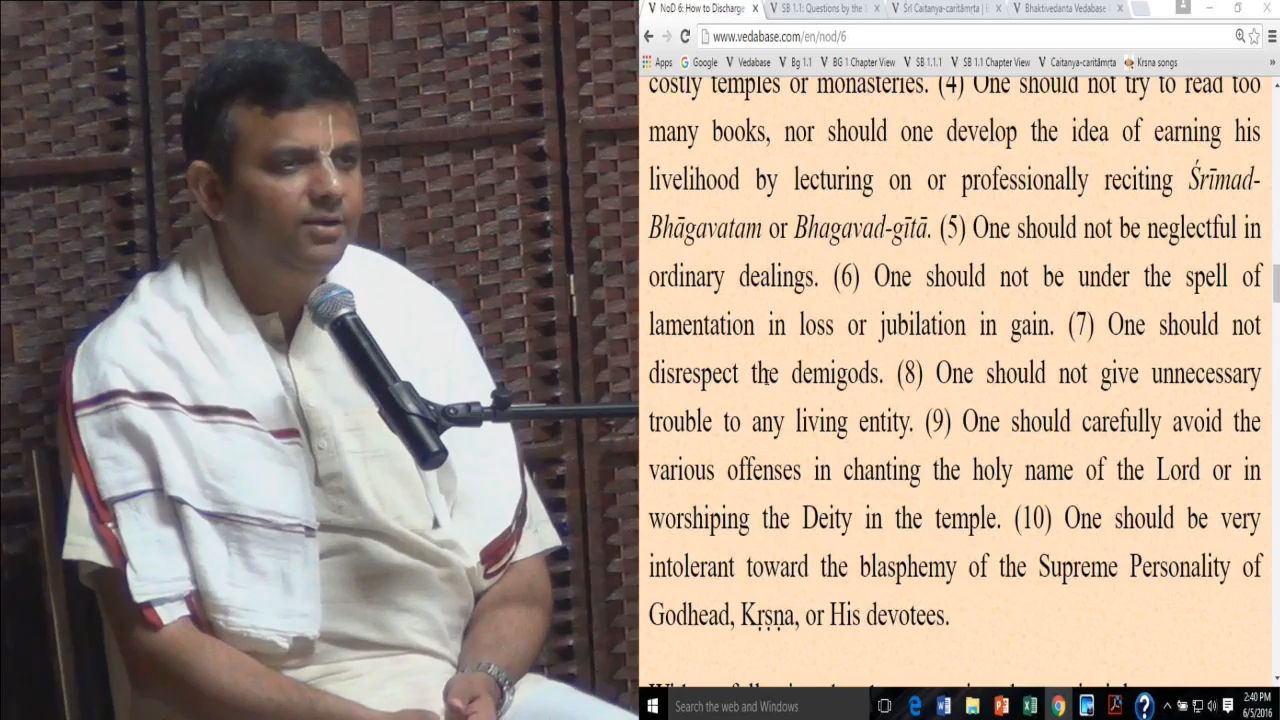 NoD 6: How to Discharge
SB 1.1: Questions by the
Śrī Caitanya-caritāmṛta |
Bhaktivedanta Vedabase
www.vedabase.com/en/nod/6
Apps Google Vedabase Bg 1.1 BG 1 Chapter View SB 1.1.1 SB 1.1 Chapter View Caitanya-caritāmṛta Krsna songs
costly temples or monasteries. (4) One should not try to read too
many books, nor should one develop the idea of earning his
livelihood by lecturing on or professionally reciting Śrīmad-
Bhāgavatam or Bhagavad-gītā. (5) One should not be neglectful in
ordinary dealings. (6) One should not be under the spell of
lamentation in loss or jubilation in gain. (7) One should not
disrespect the demigods. (8) One should not give unnecessary
trouble to any living entity. (9) One should carefully avoid the
various offenses in chanting the holy name of the Lord or in
worshiping the Deity in the temple. (10) One should be very
intolerant toward the blasphemy of the Supreme Personality of
Godhead, Kṛṣṇa, or His devotees.
Search the web and Windows
2:40 PM
6/5/2016